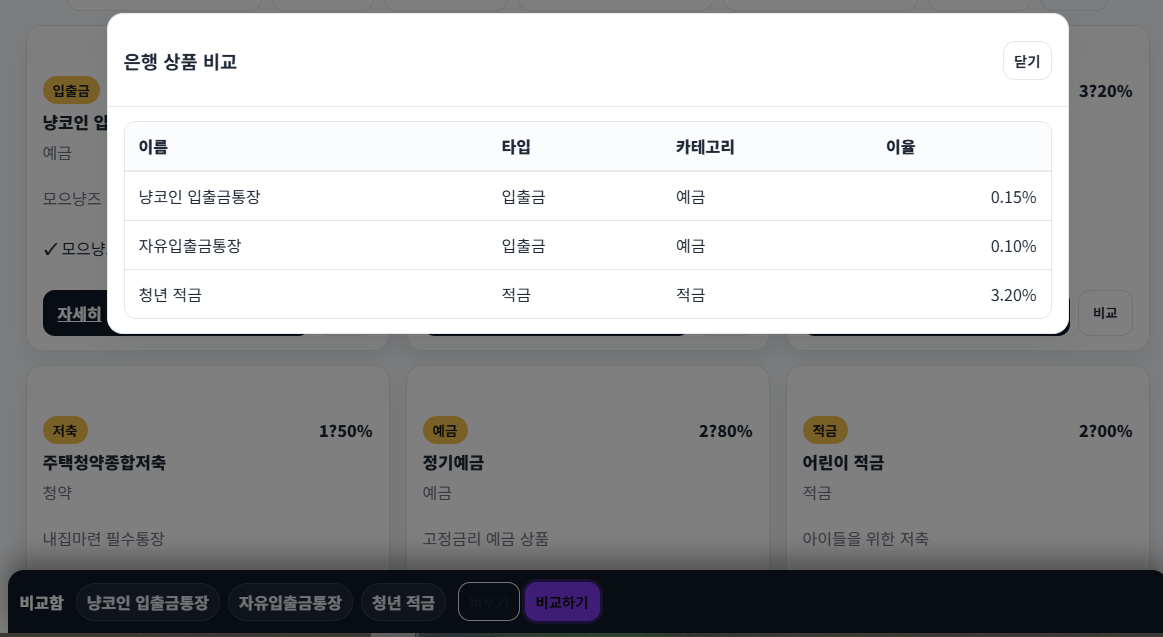 은행 상품 비교
닫기
이름 타입 카테고리 이율
냥코인 입출금통장 입출금 예금 0.15%
자유입출금통장 입출금 예금 0.10%
청년 적금 적금 적금 3.20%
입출금
3?20%
냥코인 입
예금
모으냥즈
✓ 모으냥
자세히
비교
저축 1?50%
주택청약종합저축
청약
내집마련 필수통장
예금 2?80%
정기예금
예금
고정금리 예금 상품
적금 2?00%
어린이 적금
적금
아이들을 위한 저축
비교함 냥코인 입출금통장 자유입출금통장 청년 적금 비우기 비교하기